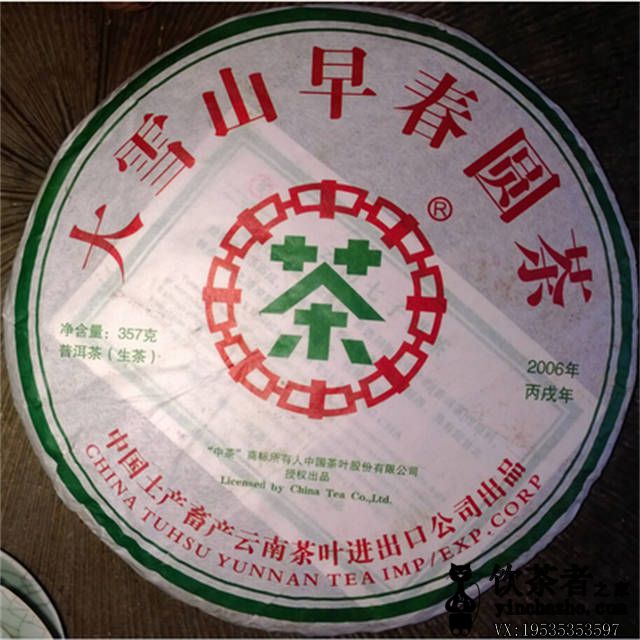 大雪山早春圆茶
®
茶
净含量：357克
普洱茶（生茶）
2006年
丙戌年
“中茶”商标所有人中国茶叶股份有限公司
授权出品
Licensed by China Tea Co.,Ltd.
中国土产畜产云南茶叶进出口公司出品
CHINA TUHSU YUNNAN TEA IMP/EXP.CORP
饮茶者之家
VX:19535353597